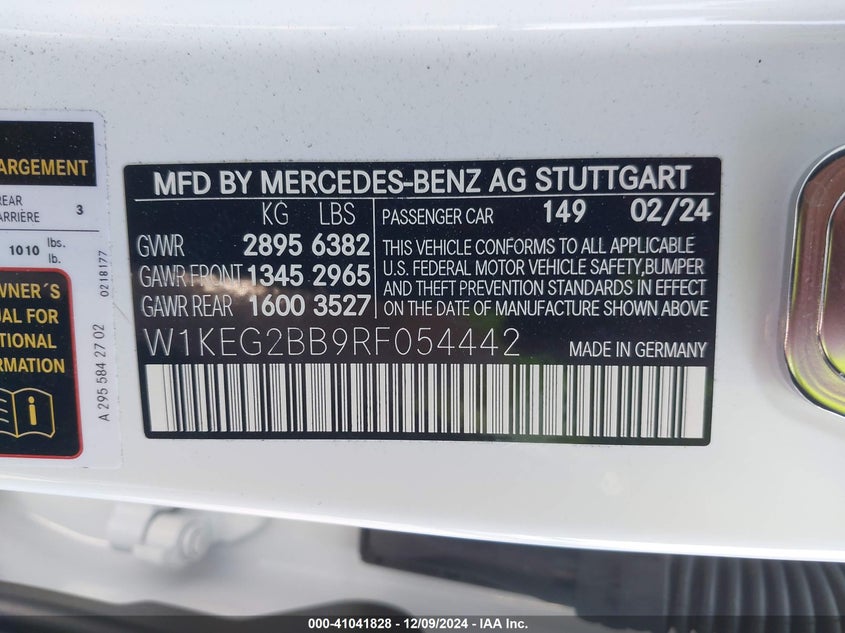 ARGEMENT
REAR
ARRIÈRE 3
1010 lbs.
lb.
WNER´S
UAL FOR
TIONAL
RMATION
i
A 295 584 27 02
0218177
MFD BY MERCEDES-BENZ AG STUTTGART
KG LBS
GVWR 2895 6382
GAWR FRONT 1345 2965
GAWR REAR 1600 3527
PASSENGER CAR 149 02/24
THIS VEHICLE CONFORMS TO ALL APPLICABLE
U.S. FEDERAL MOTOR VEHICLE SAFETY,BUMPER
AND THEFT PREVENTION STANDARDS IN EFFECT
ON THE DATE OF MANUFACTURE SHOWN ABOVE
W1KEG2BB9RF054442 MADE IN GERMANY
000-41041828 - 12/09/2024 - IAA Inc.